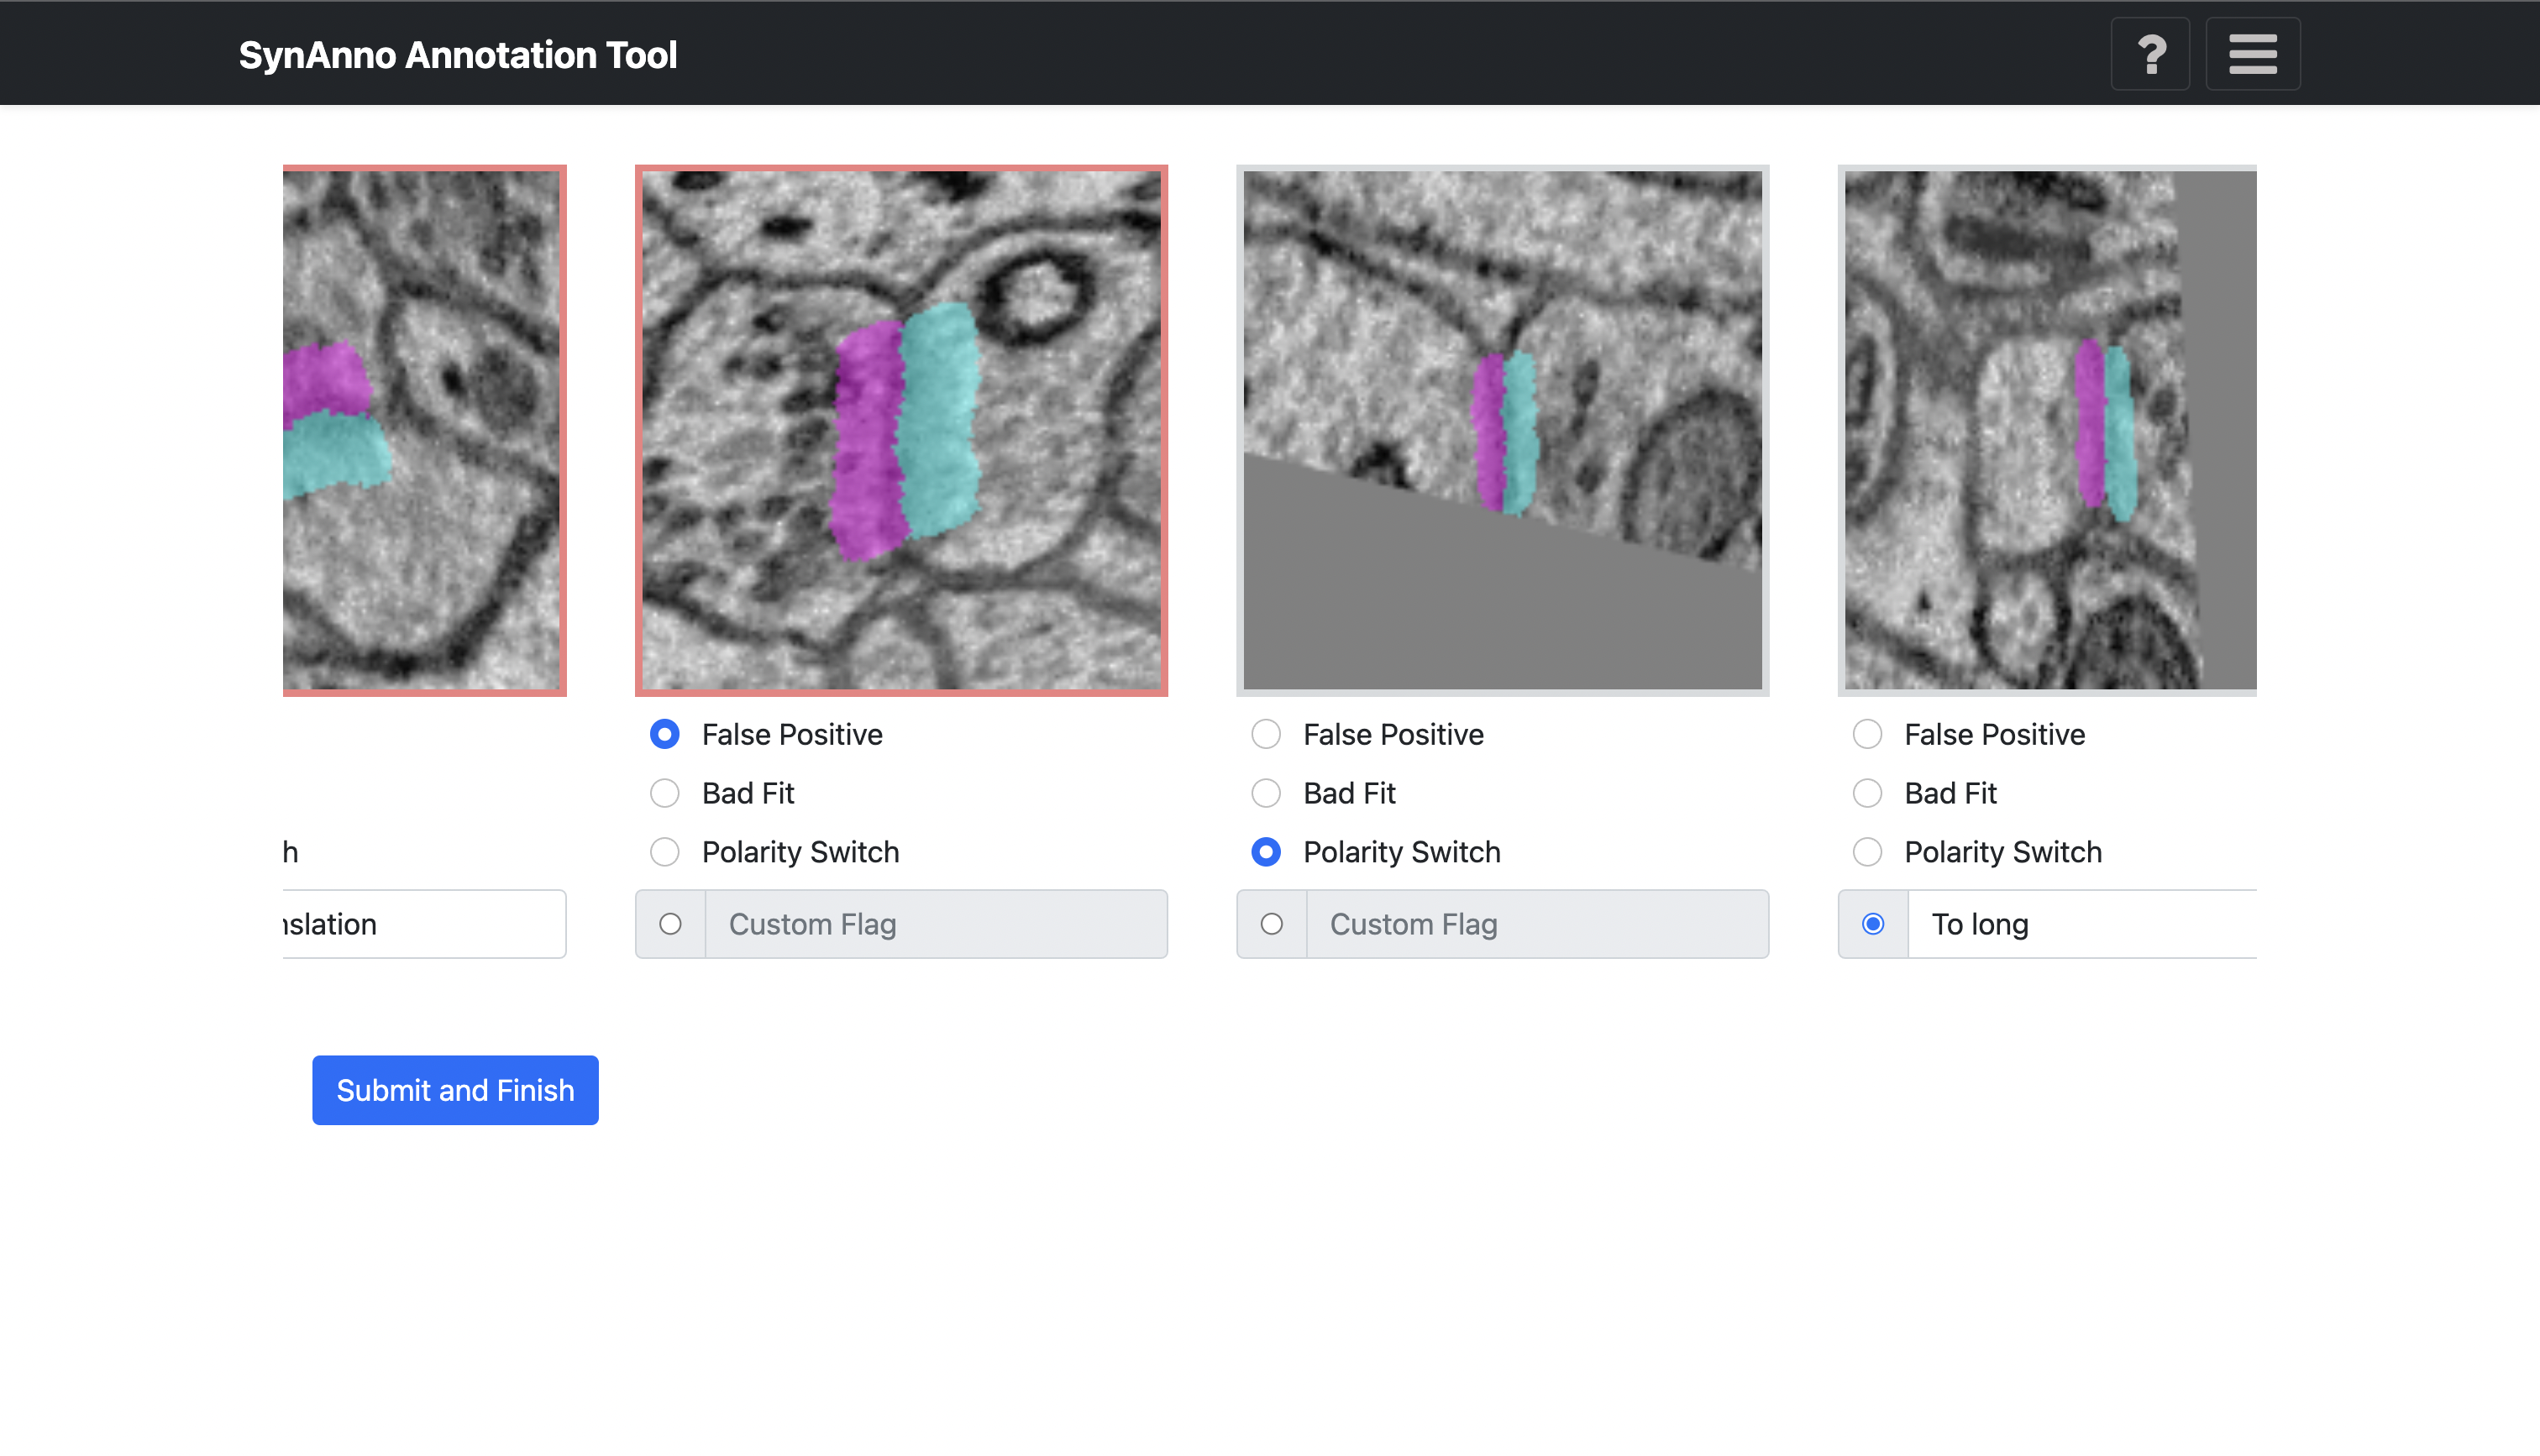 SynAnno Annotation Tool
?
False Positive
Bad Fit
Polarity Switch
Custom Flag
False Positive
Bad Fit
Polarity Switch
Custom Flag
False Positive
Bad Fit
Polarity Switch
To long
h
nslation
Submit and Finish